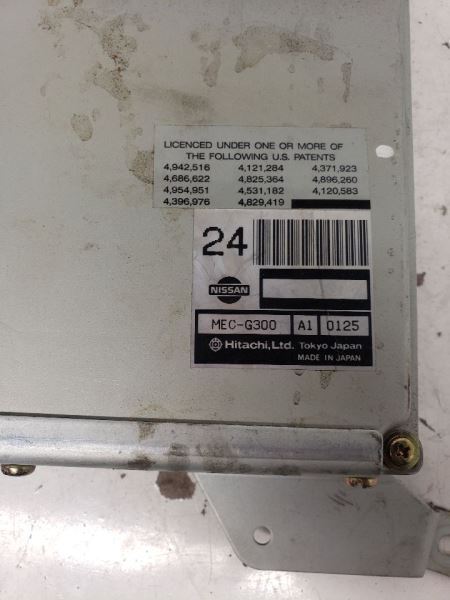 LICENCED UNDER ONE OR MORE OF
THE FOLLOWING U.S. PATENTS
4,942,516 4,121,284 4,371,923
4,686,622 4,825,364 4,896,260
4,954,951 4,531,182 4,120,583
4,396,976 4,829,419
24
NISSAN
MEC-G300 A1 0125
Hitachi,Ltd. Tokyo Japan
MADE IN JAPAN